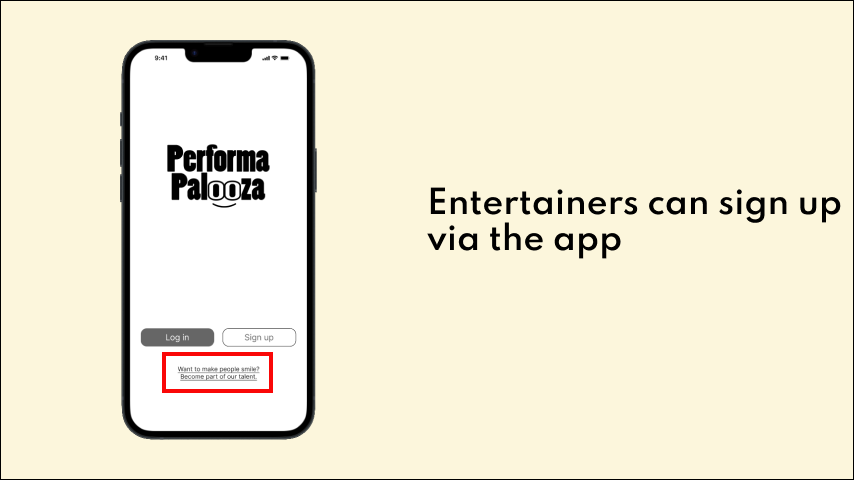 9:41
Performa
Palooza
Entertainers can sign up
via the app
Log in
Sign up
Want to make people smile?
Become part of our talent.